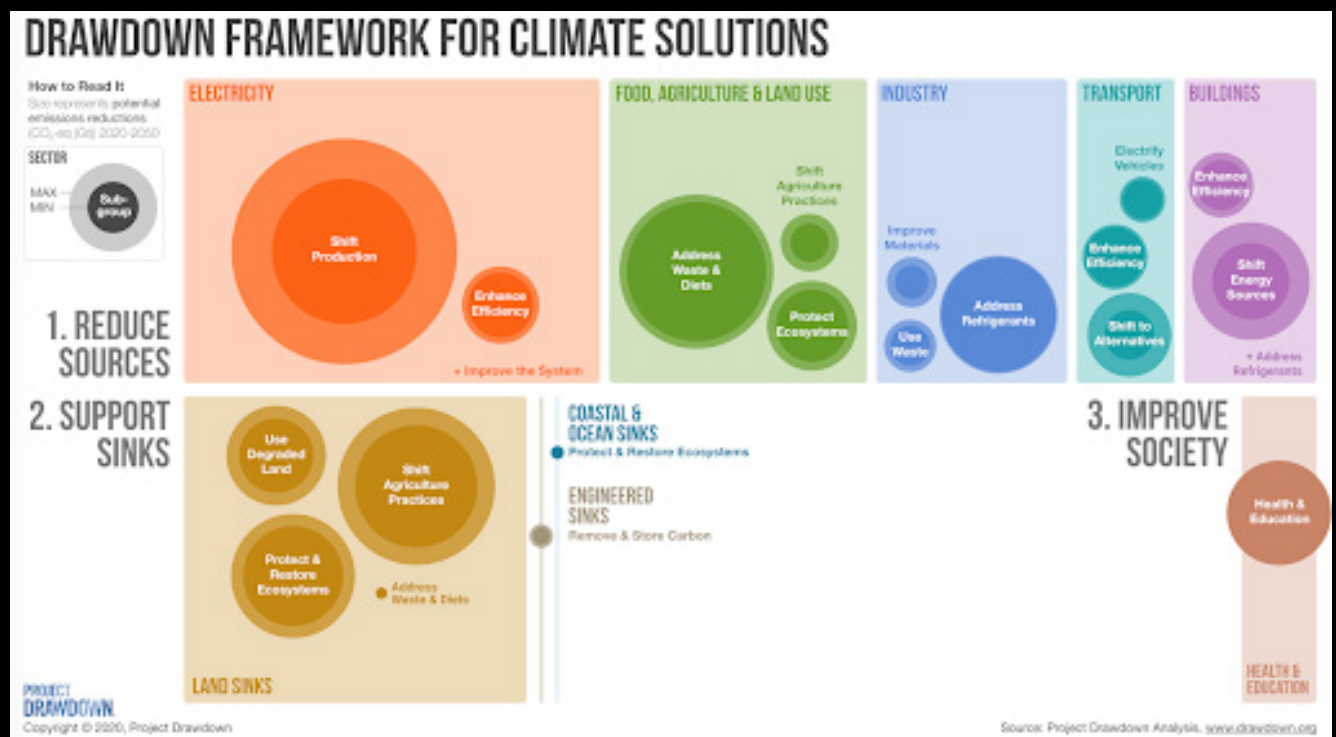 DRAWDOWN FRAMEWORK FOR CLIMATE SOLUTIONS
How to Read It
Size represents potential
emissions reductions
(CO₂-eq (Gt)) 2020-2050
SECTOR
MAX
MIN
Sub-
group
1. REDUCE
SOURCES
ELECTRICITY
Shift
Production
Enhance
Efficiency
+ Improve the System
FOOD, AGRICULTURE & LAND USE
Address
Waste &
Diets
Shift
Agriculture
Practices
Protect
Ecosystems
INDUSTRY
Improve
Materials
Use
Waste
Address
Refrigerants
TRANSPORT
Electrify
Vehicles
Enhance
Efficiency
Shift to
Alternatives
BUILDINGS
Enhance
Efficiency
Shift
Energy
Sources
+ Address
Refrigerants
2. SUPPORT
SINKS
Use
Degraded
Land
Shift
Agriculture
Practices
Protect &
Restore
Ecosystems
Address
Waste & Diets
LAND SINKS
COASTAL &
OCEAN SINKS
Protect & Restore Ecosystems
ENGINEERED
SINKS
Remove & Store Carbon
3. IMPROVE
SOCIETY
Health &
Education
HEALTH &
EDUCATION
PROJECT
DRAWDOWN
Copyright © 2020, Project Drawdown
Source: Project Drawdown Analysis, www.drawdown.org